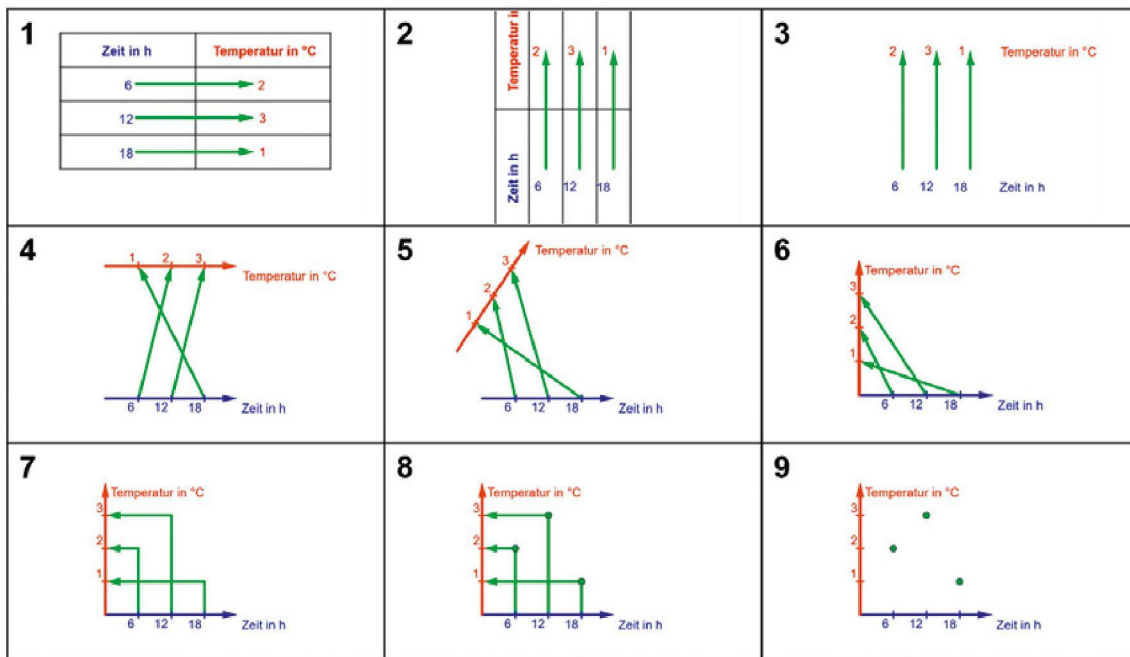 1
Zeit in h Temperatur in °C
6 2
12 3
18 1
2
Temperatur in
2 3 1
Zeit in h
6 12 18
3
2 3 1 Temperatur in °C
6 12 18 Zeit in h
4
1 2 3
Temperatur in °C
6 12 18 Zeit in h
5
Temperatur in °C
3
2
1
6 12 18 Zeit in h
6
Temperatur in °C
3
2
1
6 12 18 Zeit in h
7
Temperatur in °C
3
2
1
6 12 18 Zeit in h
8
Temperatur in °C
3
2
1
6 12 18 Zeit in h
9
Temperatur in °C
3
2
1
6 12 18 Zeit in h